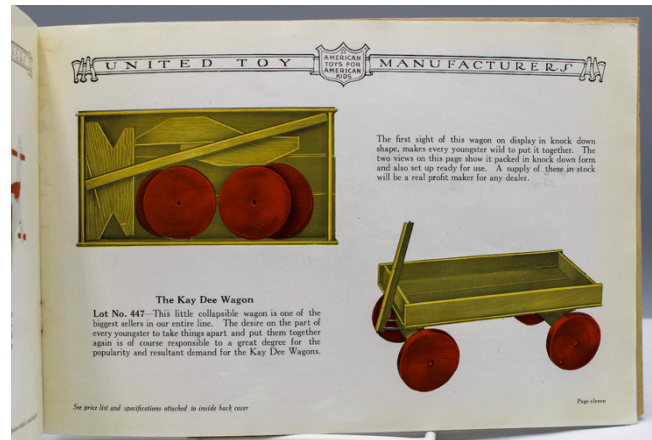 UNITED TOY
AMERICAN
TOYS FOR
AMERICAN
KIDS
MANUFACTURERS
The first sight of this wagon on display in knock down
shape, makes every youngster wild to put it together. The
two views on this page show it packed in knock down form
and also set up ready for use. A supply of these in stock
will be a real profit maker for any dealer.
The Kay Dee Wagon
Lot No. 447—This little collapsible wagon is one of the
biggest sellers in our entire line. The desire on the part of
every youngster to take things apart and put them together
again is of course responsible to a great degree for the
popularity and resultant demand for the Kay Dee Wagons.
See price list and specifications attached to inside back cover
Page eleven